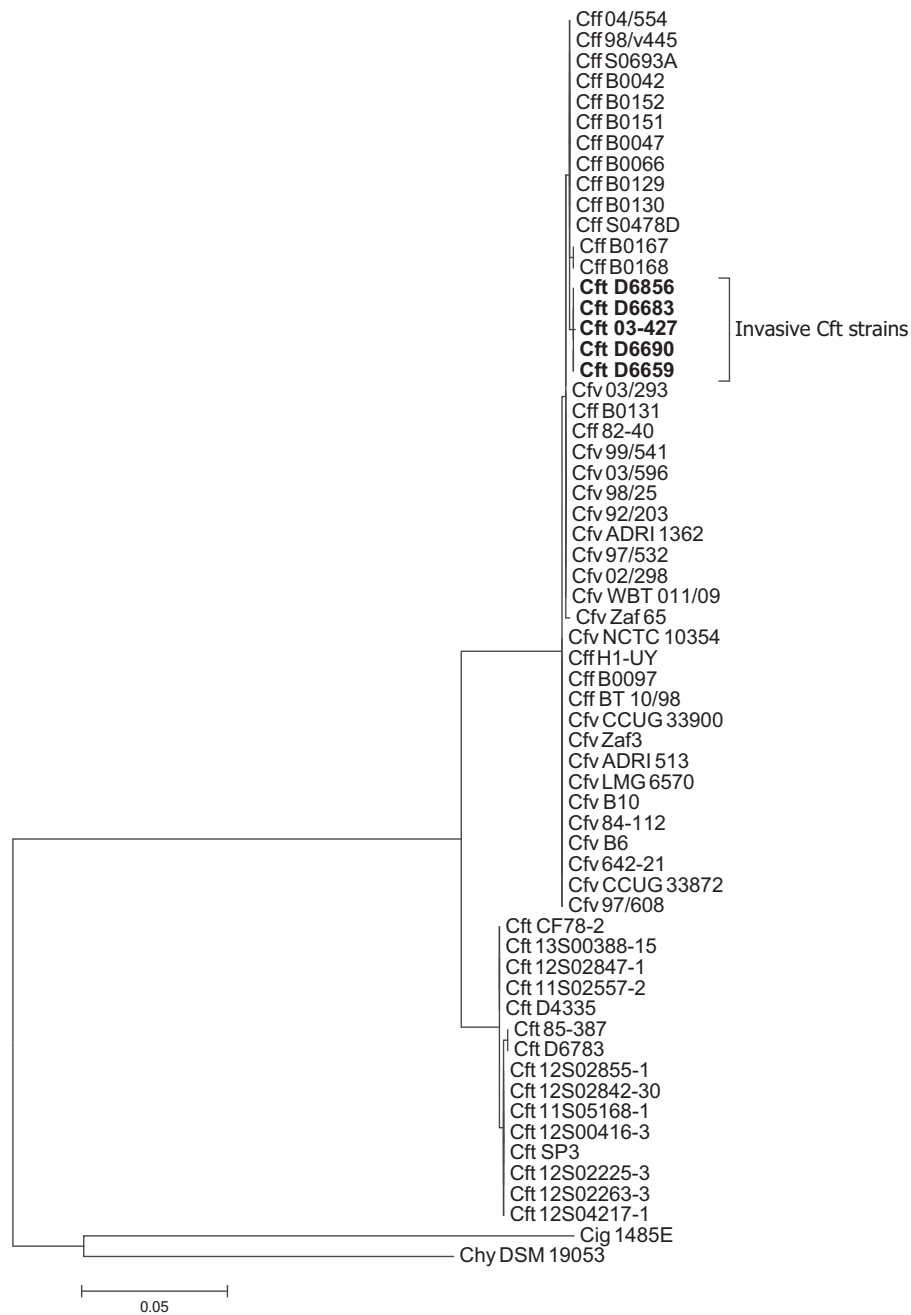 Cff 04/554
Cff 98/v445
Cff S0693A
Cff B0042
Cff B0152
Cff B0151
Cff B0047
Cff B0066
Cff B0129
Cff B0130
Cff S0478D
Cff B0167
Cff B0168
Cft D6856
Cft D6683
Cft 03-427
Invasive Cft strains
Cft D6690
Cft D6659
Cfv 03/293
Cff B0131
Cff 82-40
Cfv 99/541
Cfv 03/596
Cfv 98/25
Cfv 92/203
Cfv ADRI 1362
Cfv 97/532
Cfv 02/298
Cfv WBT 011/09
Cfv Zaf 65
Cfv NCTC 10354
Cff H1-UY
Cff B0097
Cff BT 10/98
Cfv CCUG 33900
Cfv Zaf3
Cfv ADRI 513
Cfv LMG 6570
Cfv B10
Cfv 84-112
Cfv B6
Cfv 642-21
Cfv CCUG 33872
Cfv 97/608
Cft CF78-2
Cft 13S00388-15
Cft 12S02847-1
Cft 11S02557-2
Cft D4335
Cft 85-387
Cft D6783
Cft 12S02855-1
Cft 12S02842-30
Cft 11S05168-1
Cft 12S00416-3
Cft SP3
Cft 12S02225-3
Cft 12S02263-3
Cft 12S04217-1
Cig 1485E
Chy DSM 19053
0.05